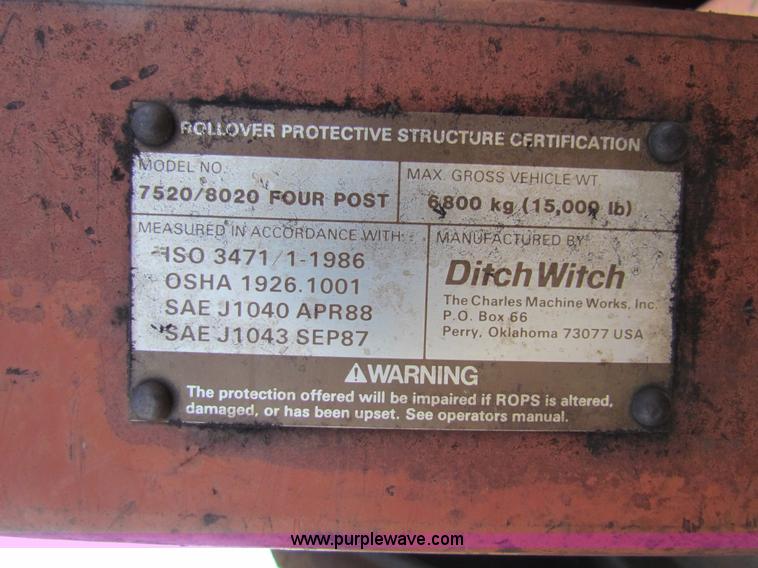 ROLLOVER PROTECTIVE STRUCTURE CERTIFICATION
MODEL NO.
7520/8020 FOUR POST
MAX. GROSS VEHICLE WT.
6800 kg (15,000 lb)
MEASURED IN ACCORDANCE WITH:
ISO 3471/1-1986
OSHA 1926.1001
SAE J1040 APR88
SAE J1043 SEP87
MANUFACTURED BY
Ditch Witch®
The Charles Machine Works, Inc.
P.O. Box 66
Perry, Oklahoma 73077 USA
⚠WARNING
The protection offered will be impaired if ROPS is altered,
damaged, or has been upset. See operators manual.
www.purplewave.com